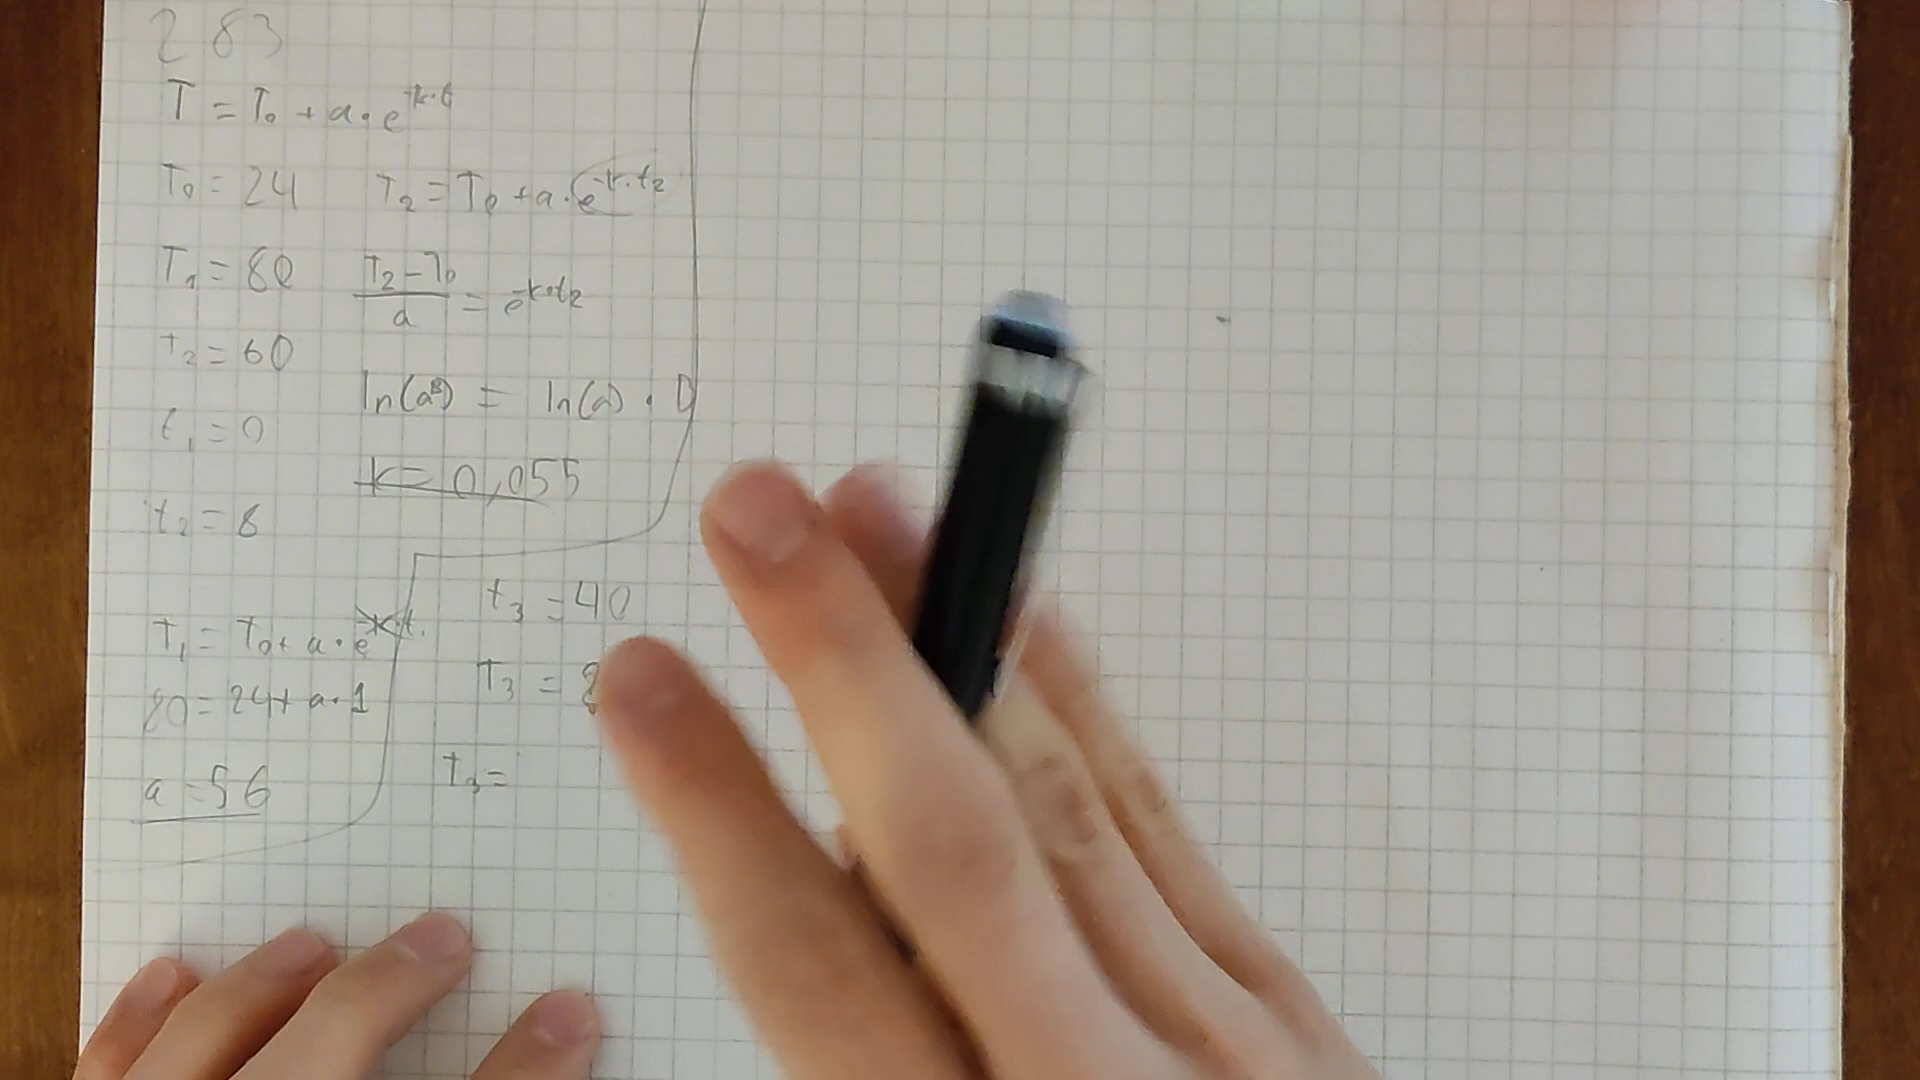 283
T = T₀ + a · e^-k·t
T₀ = 24
T₁ = 80
t₂ = 60
t₁ = 0
t₂ = 8
T₁ = T₀ + a · e
80 = 24 + a · 1
a = 56
T₂ = T₀ + a · e^-k·t₂
T₂ - T₀ / a = e^-k·t₂
ln(aᴮ) = ln(a) ·
k = 0,055
t₃ = 40
T₃ =
t₃ =